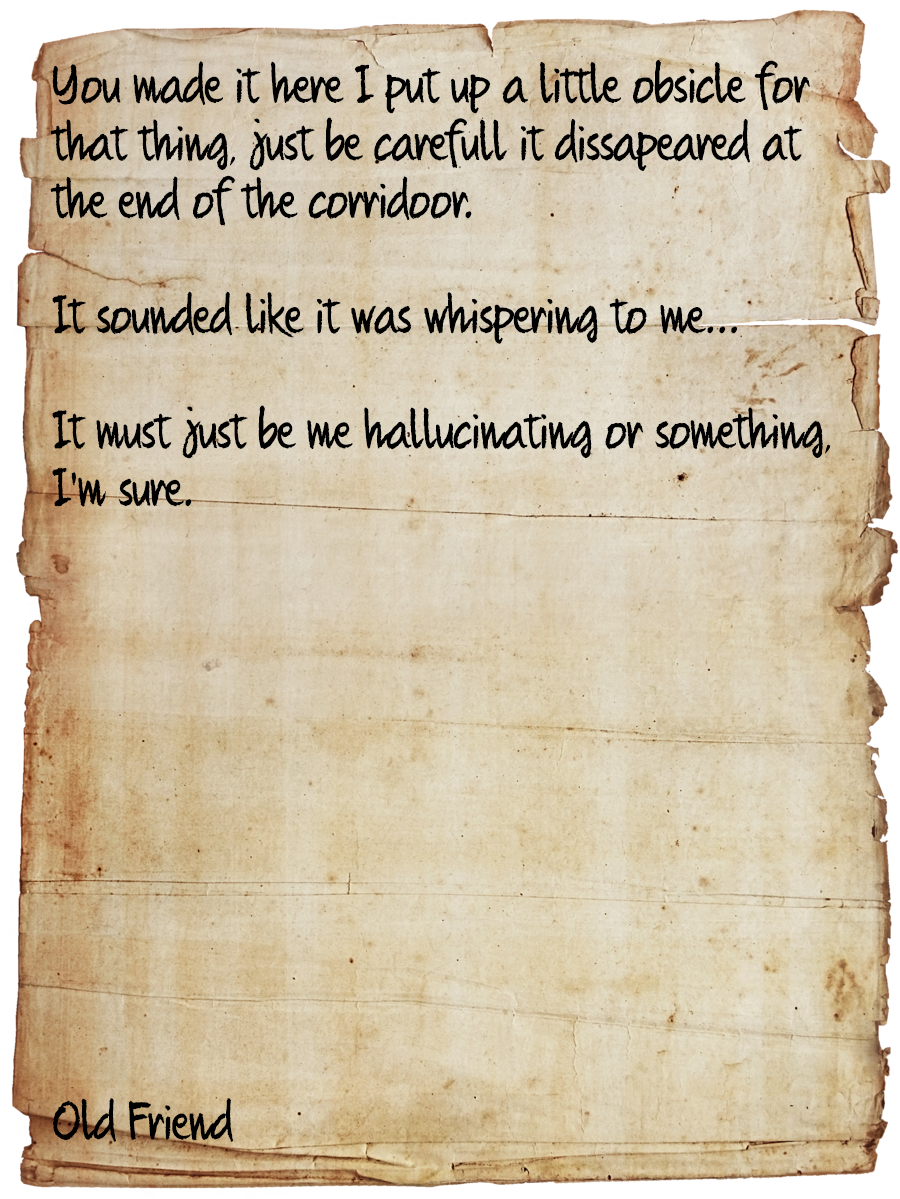 You made it here I put up a little obsicle for
that thing, just be carefull it dissapeared at
the end of the corridoor.
It sounded like it was whispering to me...
It must just be me hallucinating or something,
I'm sure.
Old Friend